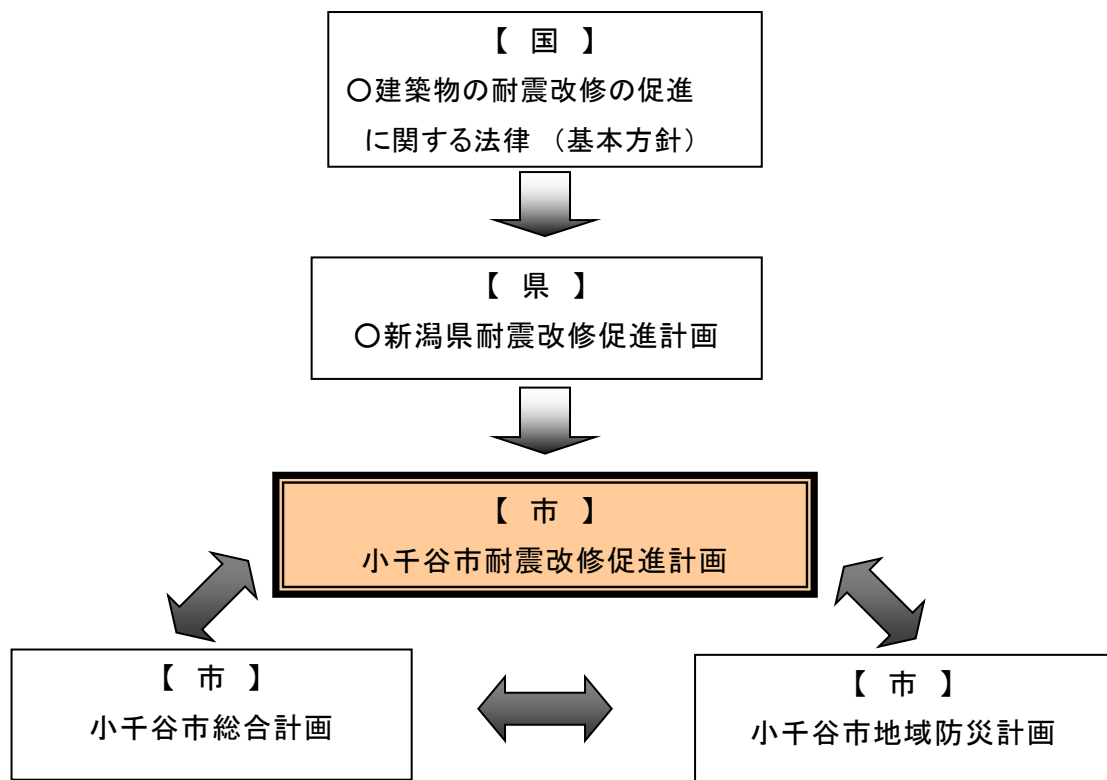 【 国 】
○建築物の耐震改修の促進
に関する法律 （基本方針）
【 県 】
○新潟県耐震改修促進計画
【 市 】
小千谷市耐震改修促進計画
【 市 】
小千谷市総合計画
【 市 】
小千谷市地域防災計画